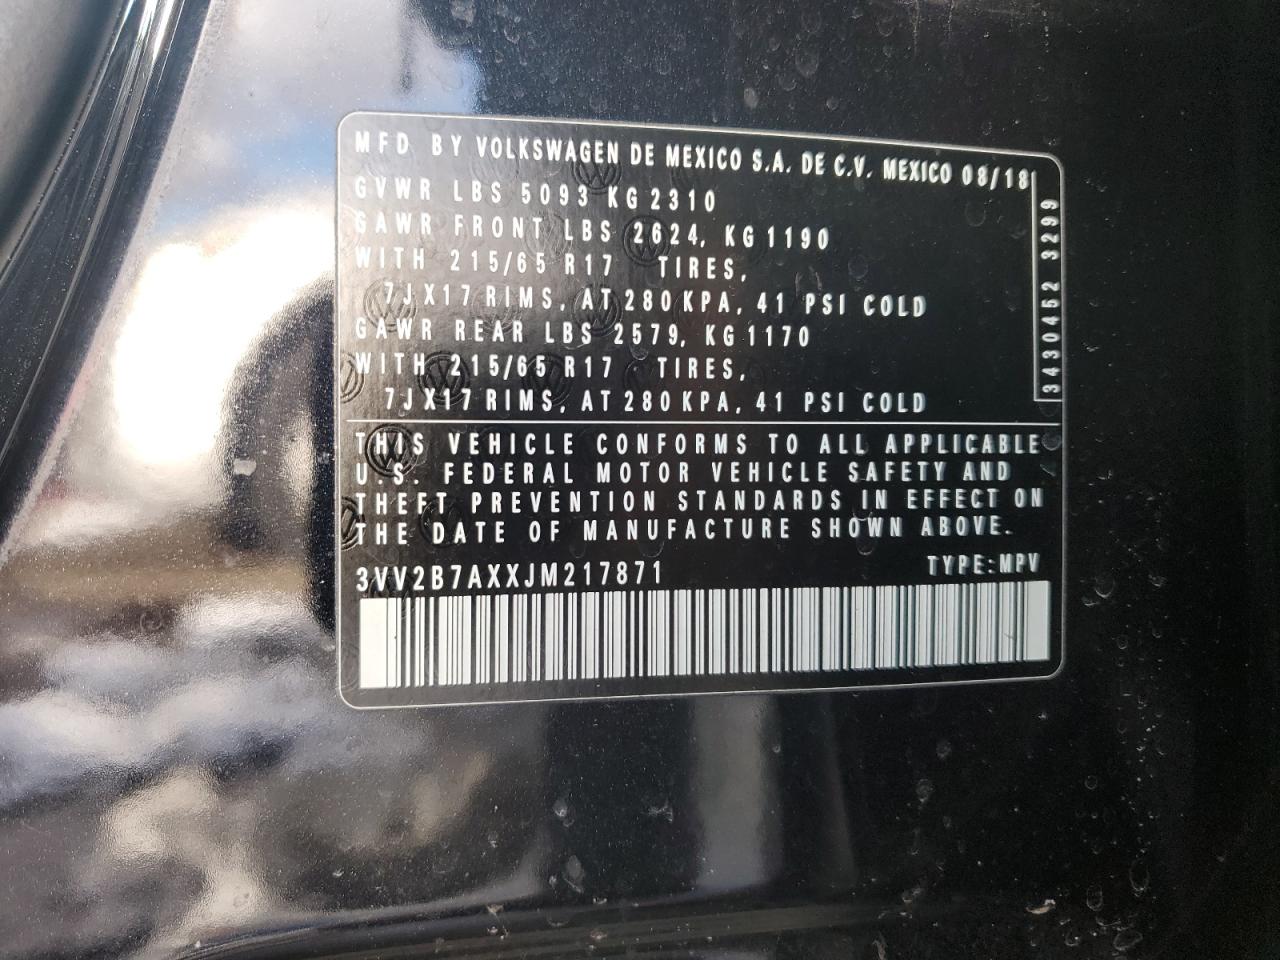 MFD BY VOLKSWAGEN DE MEXICO S.A. DE C.V. MEXICO 08/18
GVWR LBS 5093 KG 2310
GAWR FRONT LBS 2624, KG 1190
WITH 215/65 R17 TIRES,
7JX17 RIMS, AT 280 KPA, 41 PSI COLD
GAWR REAR LBS 2579, KG 1170
WITH 215/65 R17 TIRES,
7JX17 RIMS, AT 280 KPA, 41 PSI COLD
3430452 3299
THIS VEHICLE CONFORMS TO ALL APPLICABLE
U.S. FEDERAL MOTOR VEHICLE SAFETY AND
THEFT PREVENTION STANDARDS IN EFFECT ON
THE DATE OF MANUFACTURE SHOWN ABOVE.
3VV2B7AXXJM217871 TYPE:MPV